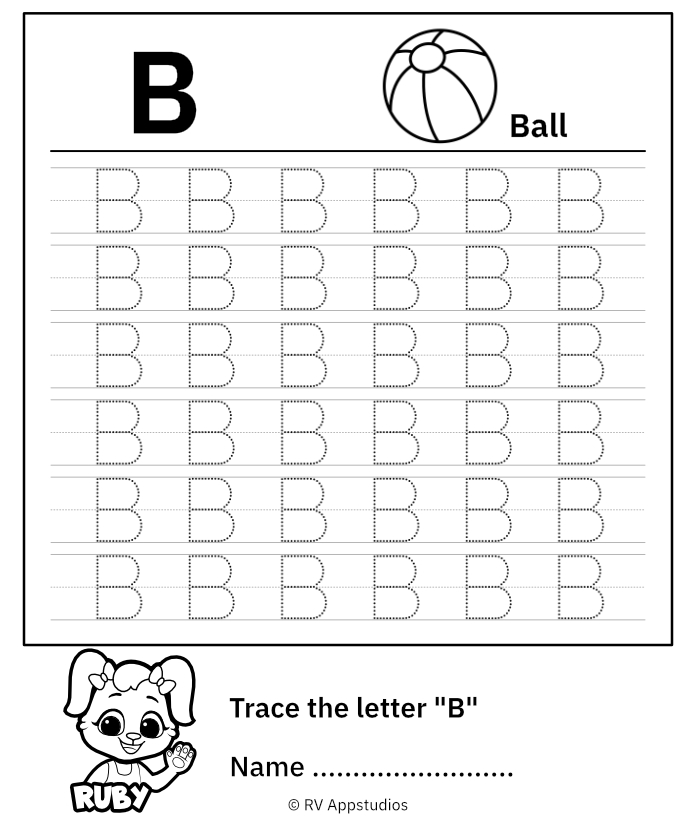 B
Ball
B B B B B B
B B B B B B
B B B B B B
B B B B B B
B B B B B B
B B B B B B
Trace the letter "B"
Name .........................
RUBY
© RV Appstudios